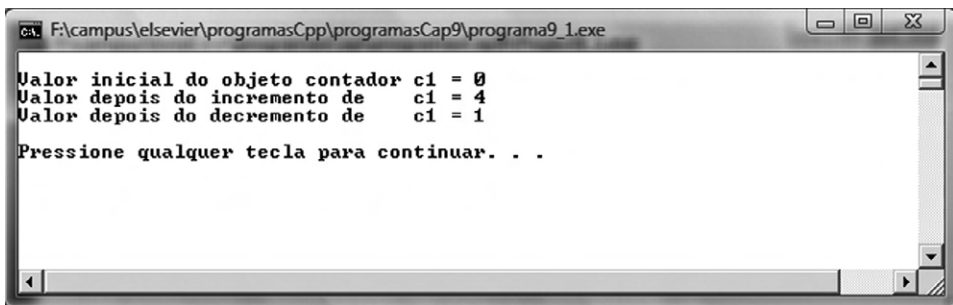 F:\campus\elsevier\programasCpp\programasCap9\programa9_1.exe
Valor inicial do objeto contador c1 = 0
Valor depois do incremento de    c1 = 4
Valor depois do decremento de    c1 = 1
Pressione qualquer tecla para continuar. . .